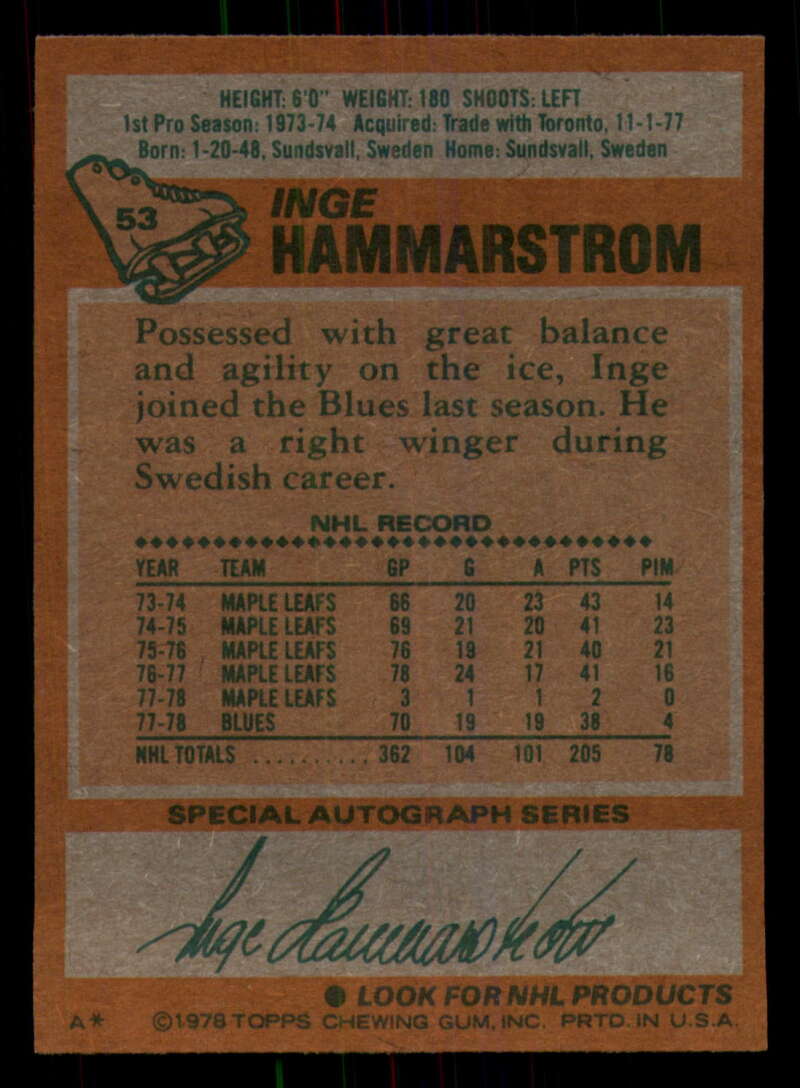 HEIGHT: 6'0" WEIGHT: 180 SHOOTS: LEFT
1st Pro Season: 1973-74 Acquired: Trade with Toronto, 11-1-77
Born: 1-20-48, Sundsvall, Sweden Home: Sundsvall, Sweden
53
INGE
HAMMARSTROM
Possessed with great balance
and agility on the ice, Inge
joined the Blues last season. He
was a right winger during
Swedish career.
NHL RECORD
YEAR TEAM GP G A PTS PIM
73-74 MAPLE LEAFS 66 20 23 43 14
74-75 MAPLE LEAFS 69 21 20 41 23
75-76 MAPLE LEAFS 76 19 21 40 21
76-77 MAPLE LEAFS 78 24 17 41 16
77-78 MAPLE LEAFS 3 1 1 2 0
77-78 BLUES 70 19 19 38 4
NHL TOTALS .......... 362 104 101 205 78
SPECIAL AUTOGRAPH SERIES
Inge Hammarstrom
LOOK FOR NHL PRODUCTS
A* ©1978 TOPPS CHEWING GUM, INC. PRTD. IN U.S.A.